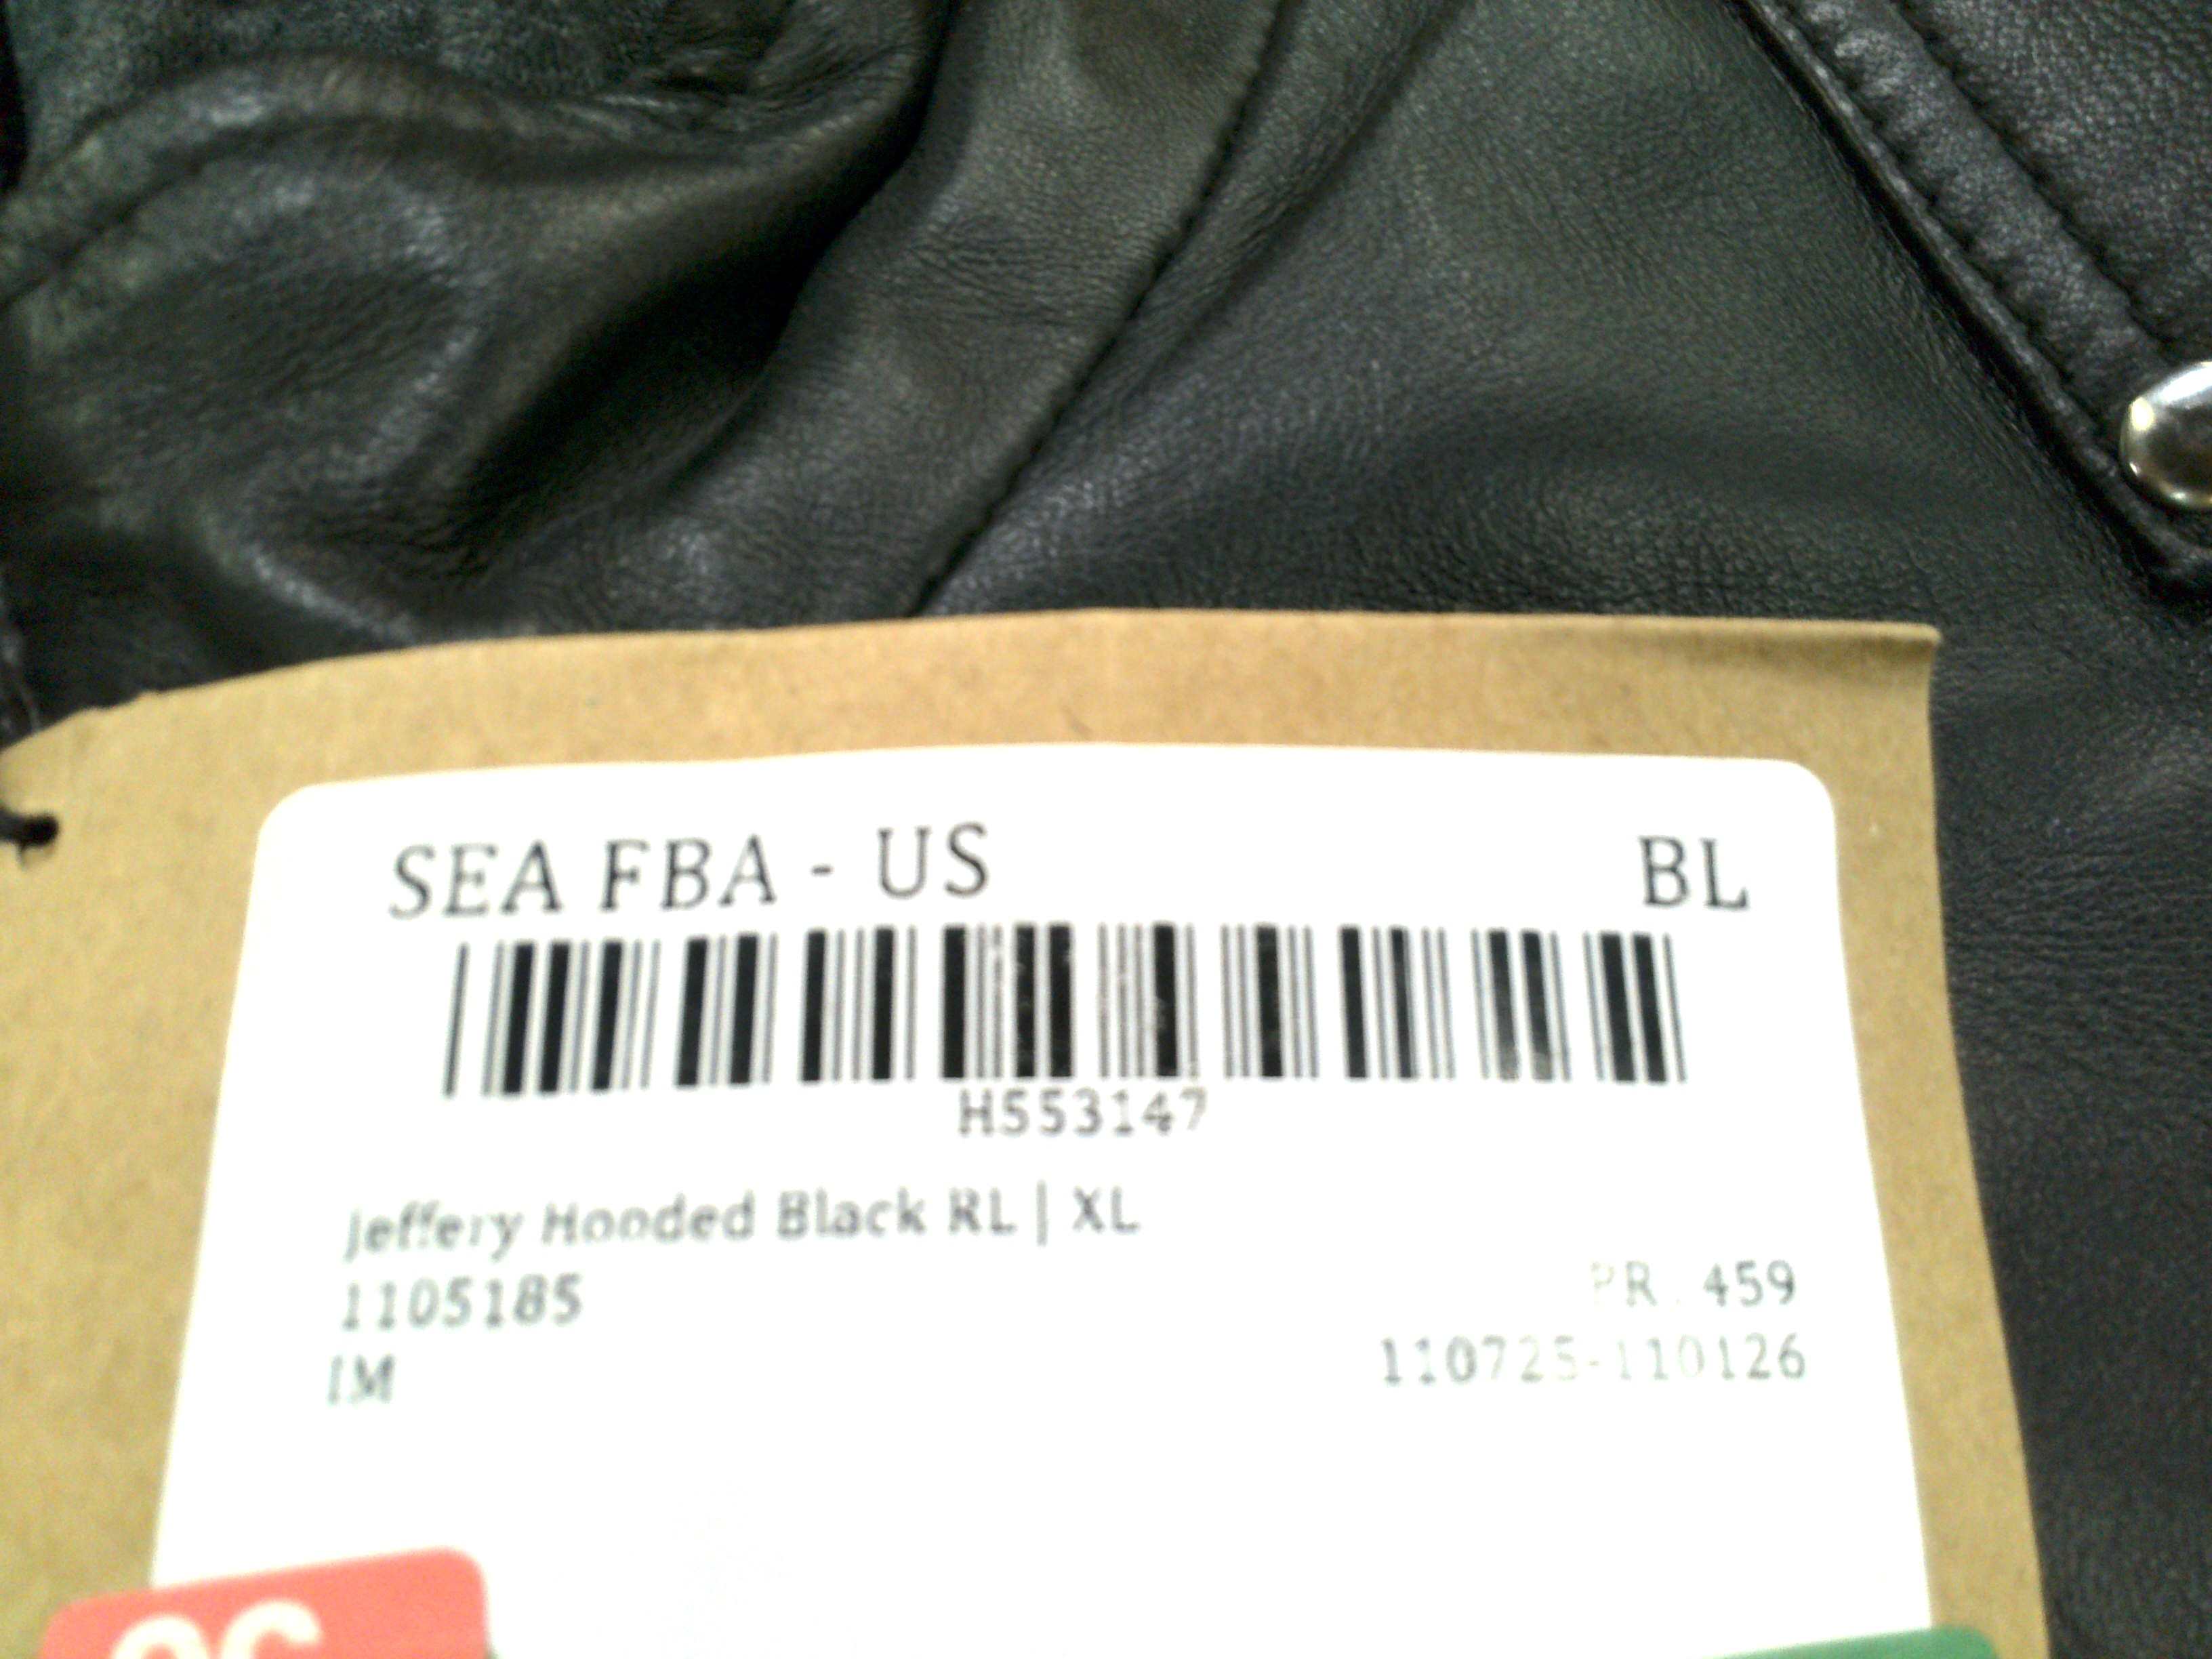 SEA FBA - US BL
H553147
Jeffery Hooded Black RL | XL
1105185
PR. 459
IM
110725-110126